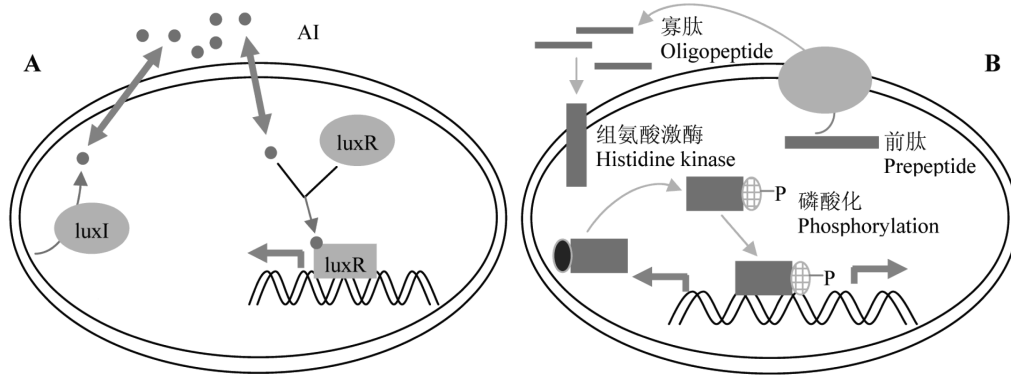 A
AI
luxR
luxI
luxR
寡肽
Oligopeptide
B
组氨酸激酶
Histidine kinase
前肽
Prepeptide
P
磷酸化
Phosphorylation
P